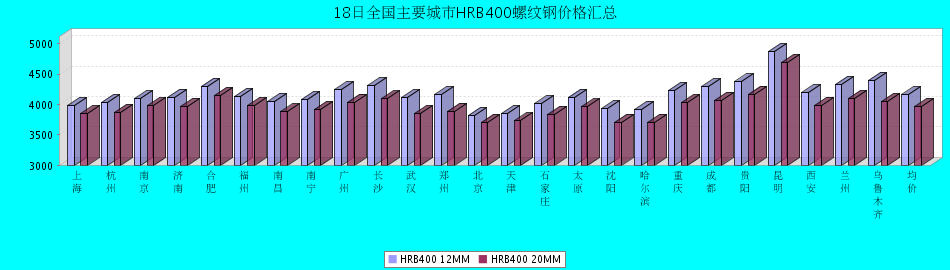 18日全国主要城市HRB400螺纹钢价格汇总
5000
4500
4000
3500
3000
上海
杭州
南京
济南
合肥
福州
南昌
南宁
广州
长沙
武汉
郑州
北京
天津
石家庄
太原
沈阳
哈尔滨
重庆
成都
贵阳
昆明
西安
兰州
乌鲁木齐
均价
HRB400 12MM
HRB400 20MM